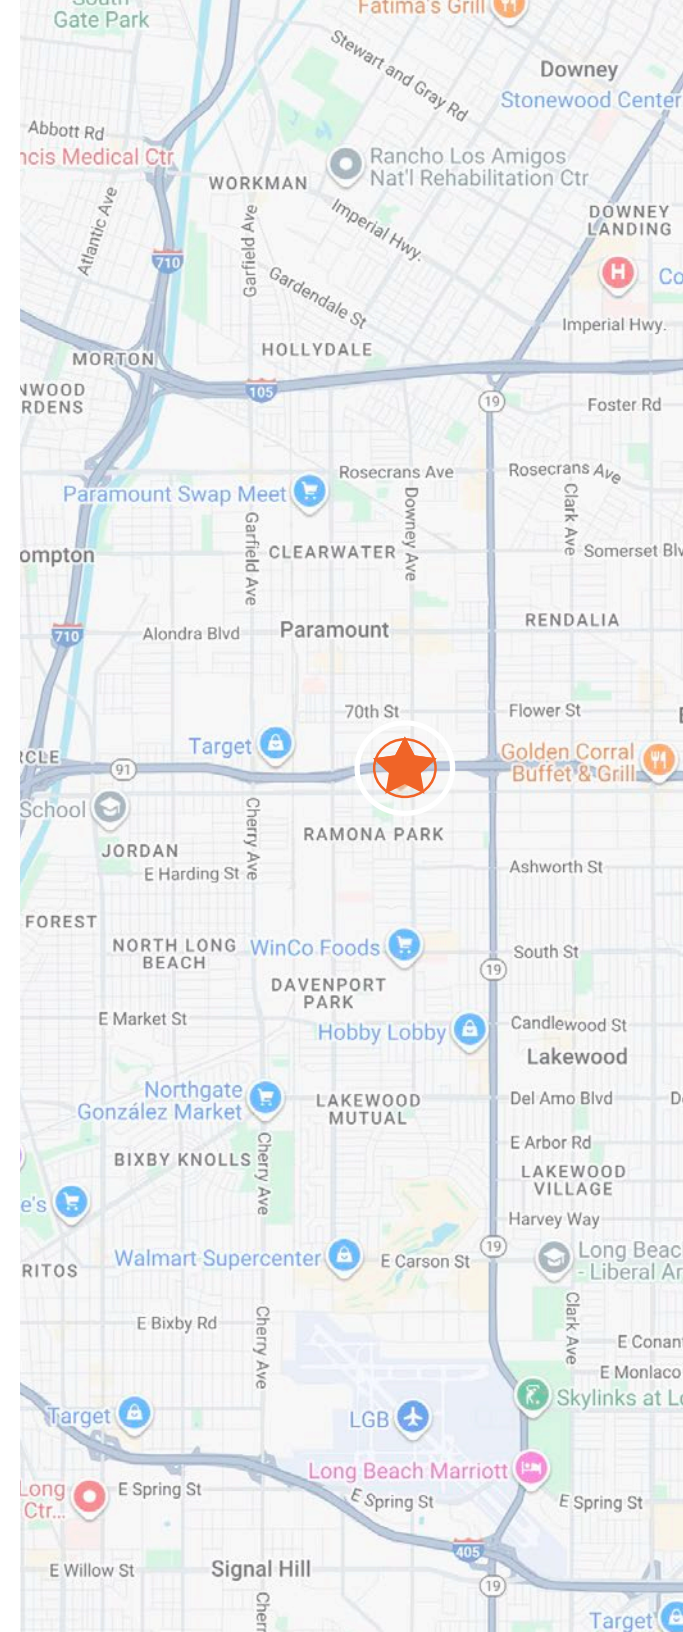 South
Gate Park
Fatima's Grill
Stewart and Gray Rd
Downey
Stonewood Center
Abbott Rd
ncis Medical Ctr
Rancho Los Amigos
Nat'l Rehabilitation Ctr
WORKMAN
Atlantic Ave
Garfield Ave
Imperial Hwy.
DOWNEY
LANDING
710
H
Co
Gardendale St
Imperial Hwy.
MORTON
HOLLYDALE
NWOOD
RDENS
105
19
Foster Rd
Rosecrans Ave
Rosecrans Ave
Paramount Swap Meet
Downey Ave
Clark Ave
Garfield Ave
ompton
CLEARWATER
Somerset Blv
RENDALIA
710
Alondra Blvd
Paramount
70th St
Flower St
Target
Golden Corral
Buffet & Grill
RCLE
91
School
Cherry Ave
RAMONA PARK
JORDAN
E Harding St
Ashworth St
FOREST
NORTH LONG
BEACH
WinCo Foods
South St
19
DAVENPORT
PARK
E Market St
Hobby Lobby
Candlewood St
Lakewood
Northgate
González Market
LAKEWOOD
MUTUAL
Del Amo Blvd
D
Cherry Ave
E Arbor Rd
BIXBY KNOLLS
LAKEWOOD
VILLAGE
e's
Harvey Way
Walmart Supercenter
E Carson St
19
Long Beac
- Liberal Ar
RITOS
Clark Ave
E Bixby Rd
Cherry Ave
E Conan
E Monlaco
Skylinks at Lo
Target
LGB
Long Beach Marriott
Long
Ctr...
E Spring St
E Spring St
E Spring St
405
E Willow St
Signal Hill
19
Cherr
Target